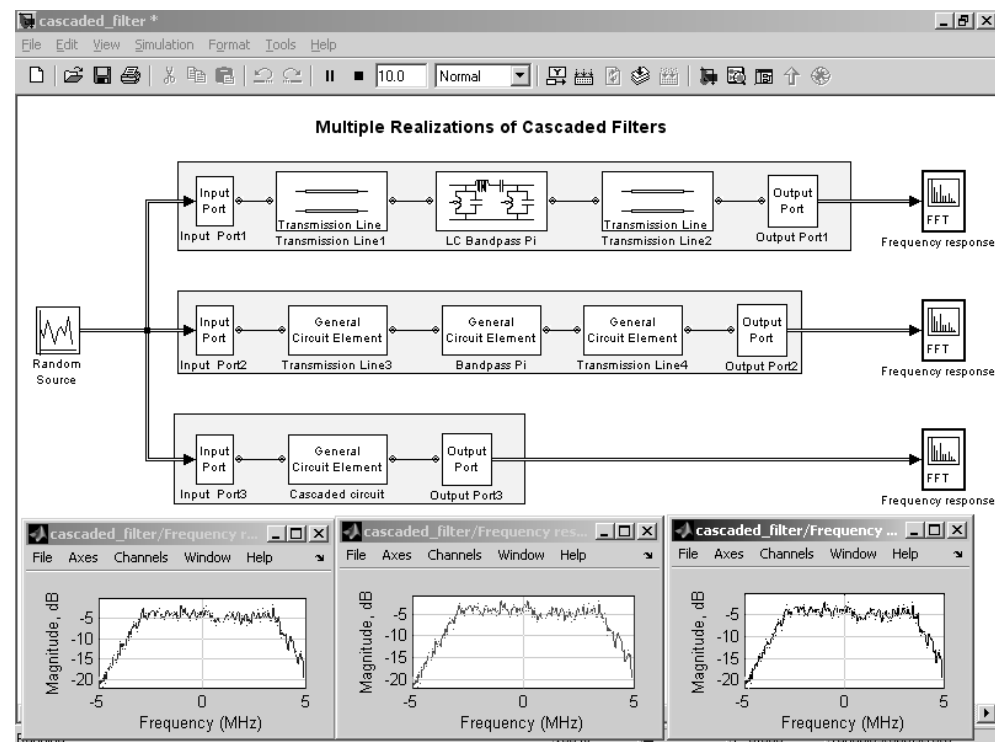 cascaded_filter *
File Edit View Simulation Format Tools Help
10.0 Normal
Multiple Realizations of Cascaded Filters
Input Port
Transmission Line
Transmission Line
Output Port
FFT
Input Port1
Transmission Line1
LC Bandpass Pi
Transmission Line2
Output Port1
Frequency response
Random Source
Input Port
General Circuit Element
General Circuit Element
General Circuit Element
Output Port
FFT
Input Port2
Transmission Line3
Bandpass Pi
Transmission Line4
Output Port2
Frequency response
Input Port
General Circuit Element
Output Port
FFT
Input Port3
Cascaded circuit
Output Port3
Frequency response
cascaded_filter/Frequency r...
File Axes Channels Window Help
Magnitude, dB
-5
-10
-15
-20
-5 0 5
Frequency (MHz)
cascaded_filter/Frequency res...
File Axes Channels Window Help
Magnitude, dB
-5
-10
-15
-20
-5 0 5
Frequency (MHz)
cascaded_filter/Frequency ...
File Axes Channels Window Help
Magnitude, dB
-5
-10
-15
-20
-5 0 5
Frequency (MHz)